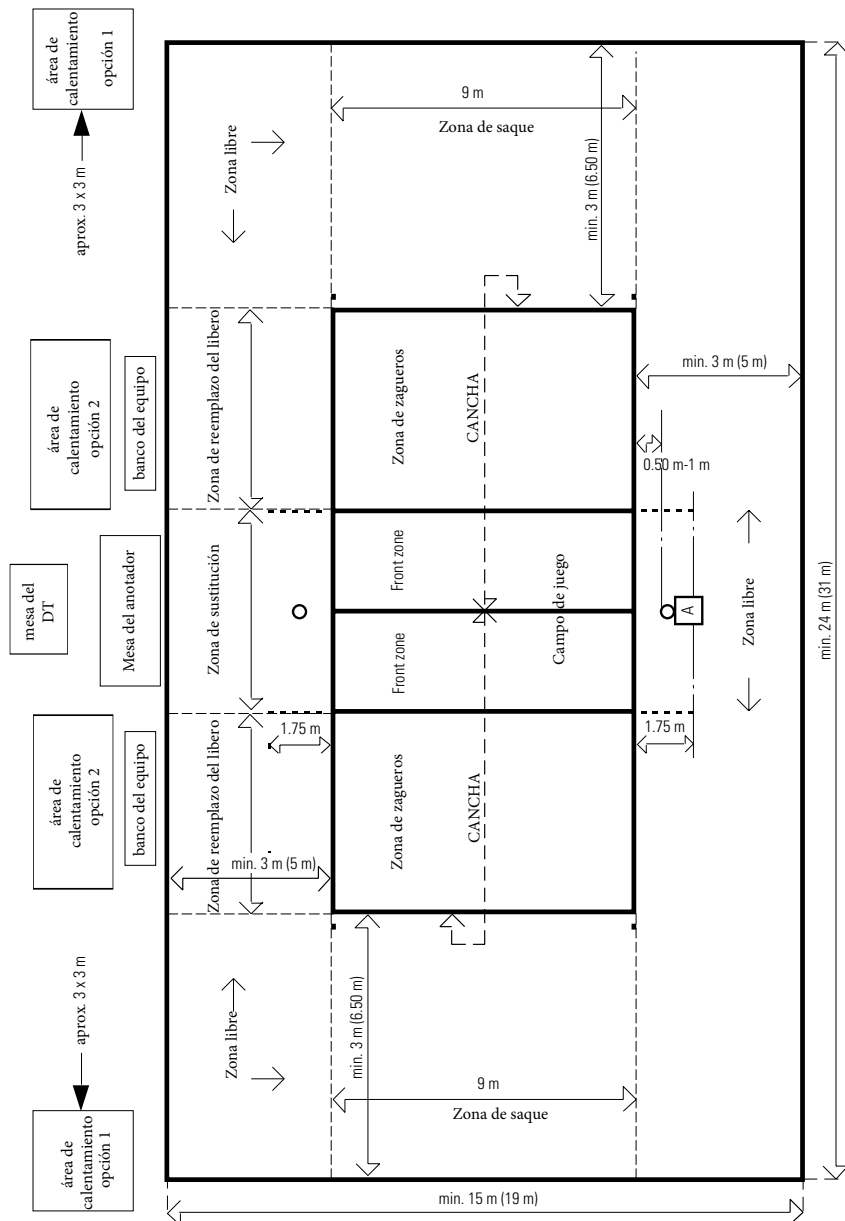 mesa del
DT
área de
calentamiento
opción 1
aprox. 3 x 3 m
área de
calentamiento
opción 2
área de
calentamiento
opción 2
aprox. 3 x 3 m
área de
calentamiento
opción 1
banco del equipo
Mesa del anotador
banco del equipo
Zona libre
Zona de reemplazo del libero
Zona de sustitución
Zona de reemplazo del libero
Zona libre
min. 3 m (5 m)
1.75 m
min. 3 m (6.50 m)
Zona de zagueros
Front zone
Front zone
Zona de zagueros
9 m
Zona de saque
CANCHA
CANCHA
9 m
Zona de saque
Campo de juego
min. 3 m (6.50 m)
1.75 m
0.50 m-1 m
min. 3 m (5 m)
A
Zona libre
min. 15 m (19 m)
min. 24 m (31 m)